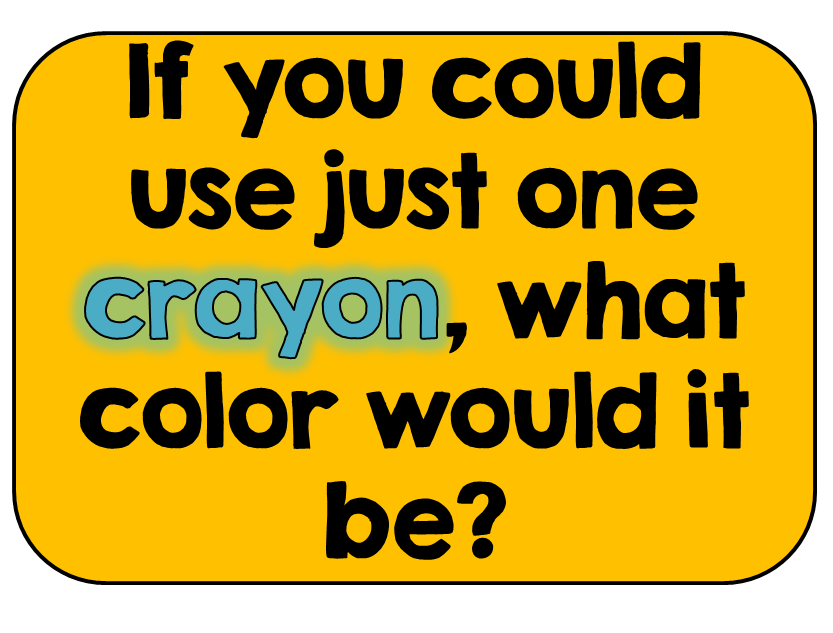 If you could
use just one
crayon, what
color would it
be?